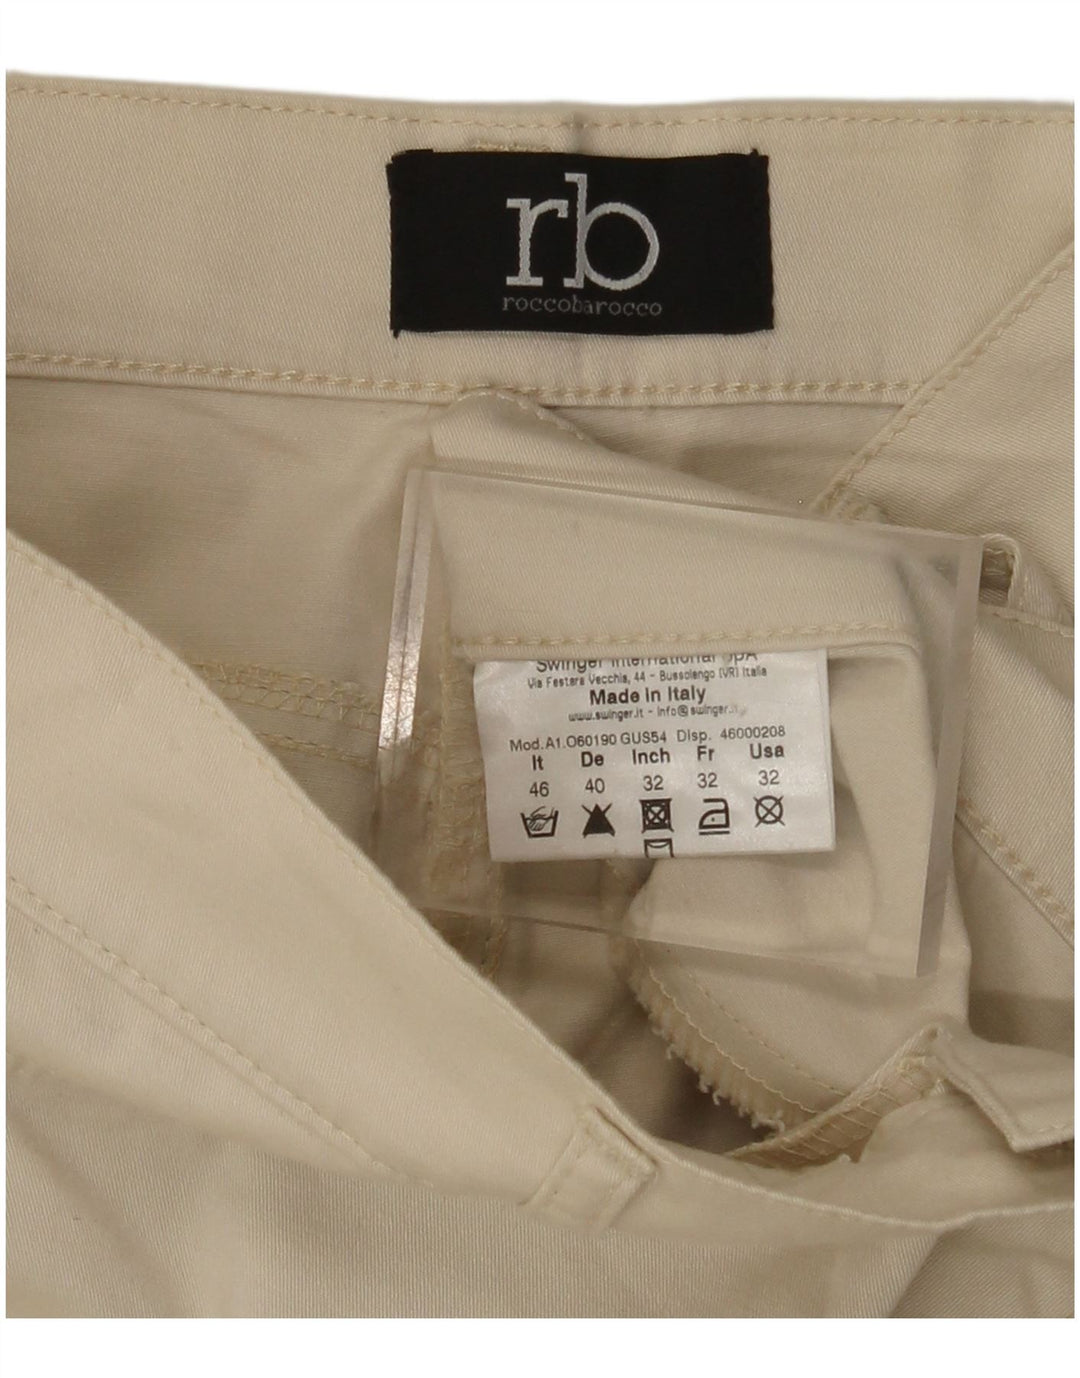 rb
roccobarocco
Swinger International SpA
Via Festara Vecchia, 44 - Bussolengo (VR) Italia
Made in Italy
www.swinger.it - info@swinger.it
Mod.A1.O60190 GUS54 Disp. 46000208
It De Inch Fr Usa
46 40 32 32 32